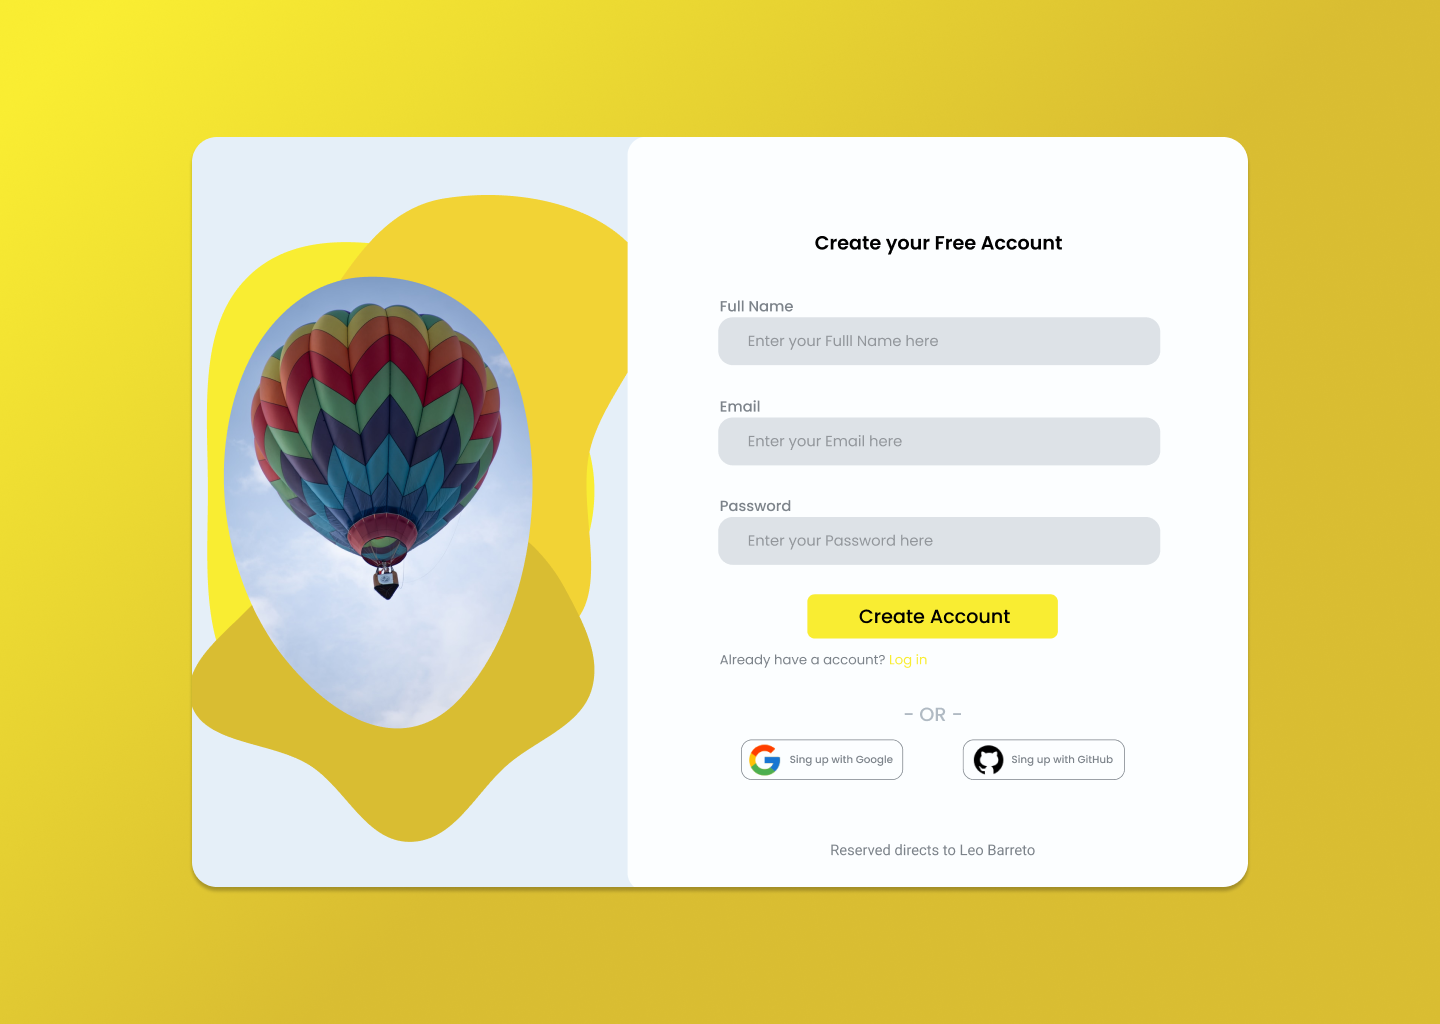 Create your Free Account
Full Name
Enter your Fulll Name here
Email
Enter your Email here
Password
Enter your Password here
Create Account
Already have a account? Log in
- OR -
Sing up with Google
Sing up with GitHub
Reserved directs to Leo Barreto